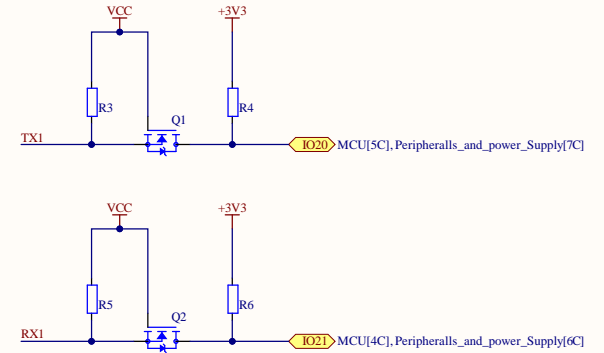 VCC +3V3
R3 R4
Q1
TX1 IO20 MCU[5C], Peripheralls_and_power_Supply[7C]
VCC +3V3
R5 R6
Q2
RX1 IO21 MCU[4C], Peripheralls_and_power_Supply[6C]